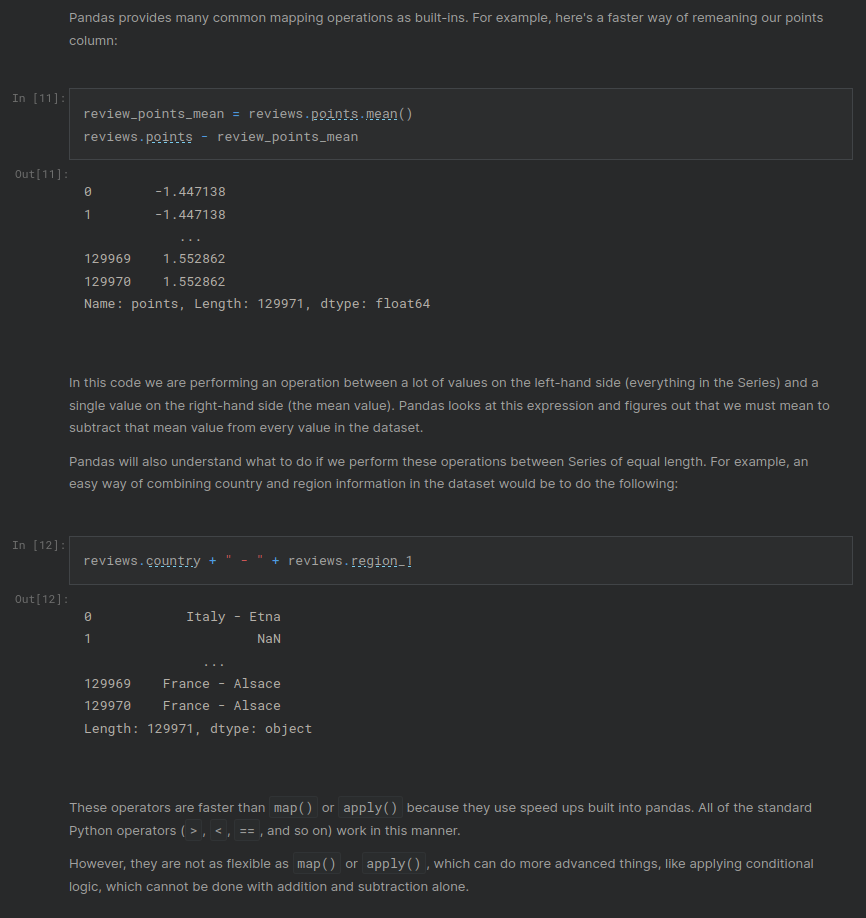 Pandas provides many common mapping operations as built-ins. For example, here's a faster way of remeaning our points
column:
In [11]:
review_points_mean = reviews.points.mean()
reviews.points - review_points_mean
Out[11]:
0        -1.447138
1        -1.447138
...
129969    1.552862
129970    1.552862
Name: points, Length: 129971, dtype: float64
In this code we are performing an operation between a lot of values on the left-hand side (everything in the Series) and a
single value on the right-hand side (the mean value). Pandas looks at this expression and figures out that we must mean to
subtract that mean value from every value in the dataset.
Pandas will also understand what to do if we perform these operations between Series of equal length. For example, an
easy way of combining country and region information in the dataset would be to do the following:
In [12]:
reviews.country + " - " + reviews.region_1
Out[12]:
0            Italy - Etna
1                     NaN
...
129969    France - Alsace
129970    France - Alsace
Length: 129971, dtype: object
These operators are faster than map() or apply() because they use speed ups built into pandas. All of the standard
Python operators (>, <, ==, and so on) work in this manner.
However, they are not as flexible as map() or apply(), which can do more advanced things, like applying conditional
logic, which cannot be done with addition and subtraction alone.